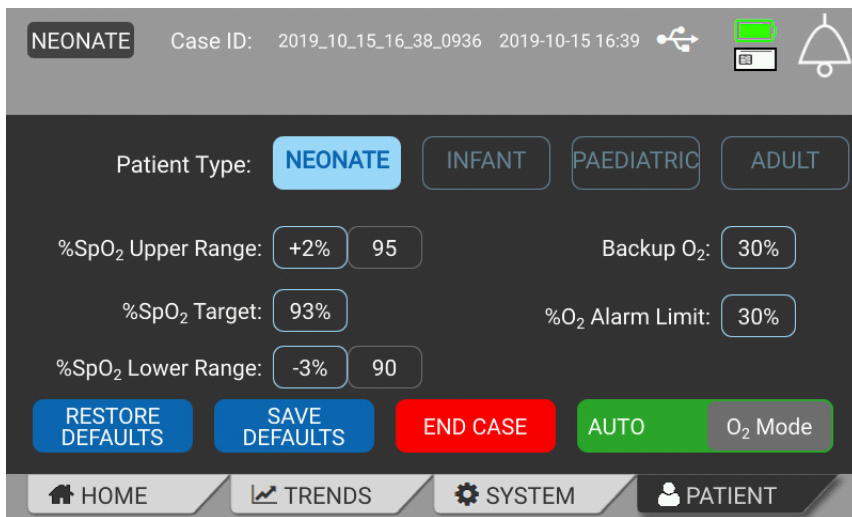 NEONATE Case ID: 2019_10_15_16_38_0936 2019-10-15 16:39
Patient Type: NEONATE INFANT PAEDIATRIC ADULT
%SpO₂ Upper Range: +2% 95 Backup O₂: 30%
%SpO₂ Target: 93% %O₂ Alarm Limit: 30%
%SpO₂ Lower Range: -3% 90
RESTORE DEFAULTS SAVE DEFAULTS END CASE AUTO O₂ Mode
HOME TRENDS SYSTEM PATIENT